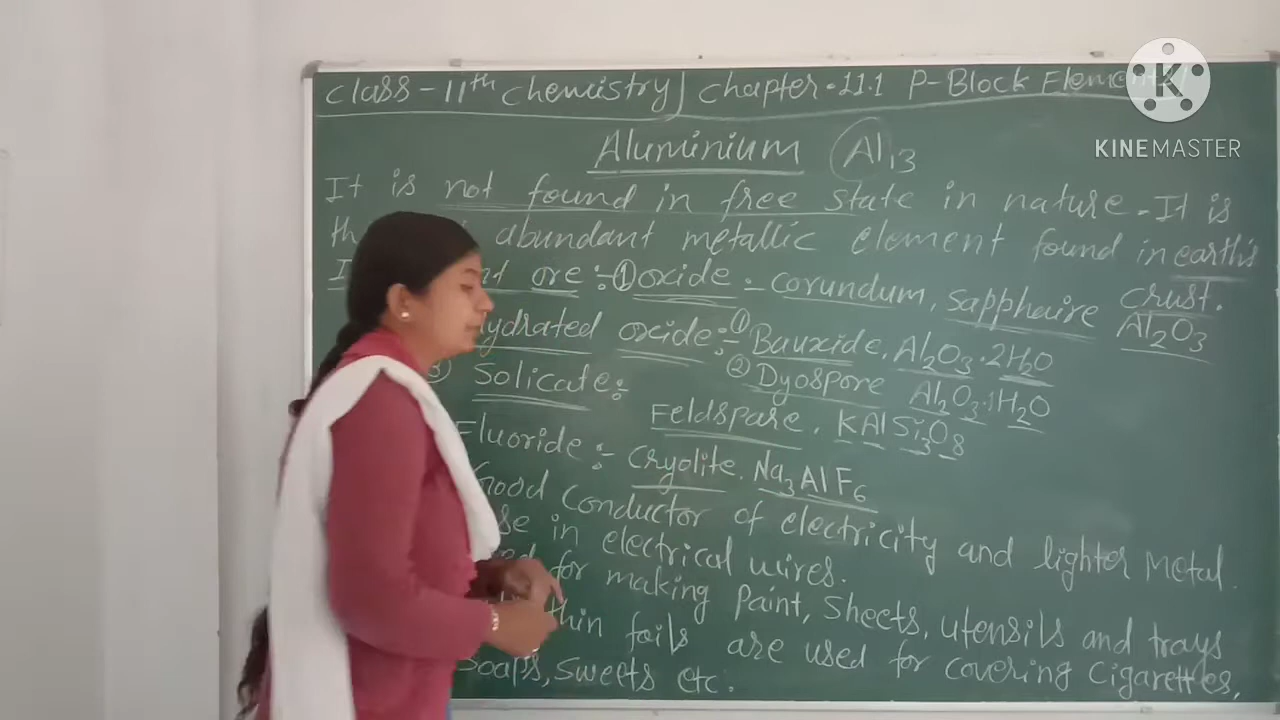 class - 11th chemistry chapter - 11.1 P-Block Elements
K
KINEMASTER
Aluminium Al13
It is not found in free state in nature. It is
abundant metallic element found in earth's
crust.
ore :- ① oxide :- corundum, sapphaire Al2O3
hydrated oxide :- ① Bauxide, Al2O3.2H2O
② Dyospore Al2O3.1H2O
③ Solicate :-
Feldspare, KAlSi3O8
Fluoride :- Cryolite. Na3AlF6
Good Conductor of electricity and lighter metal.
in electrical wires.
for making paint, sheets, utensils and trays
thin foils are used for covering cigarettes,
soaps, sweets etc.